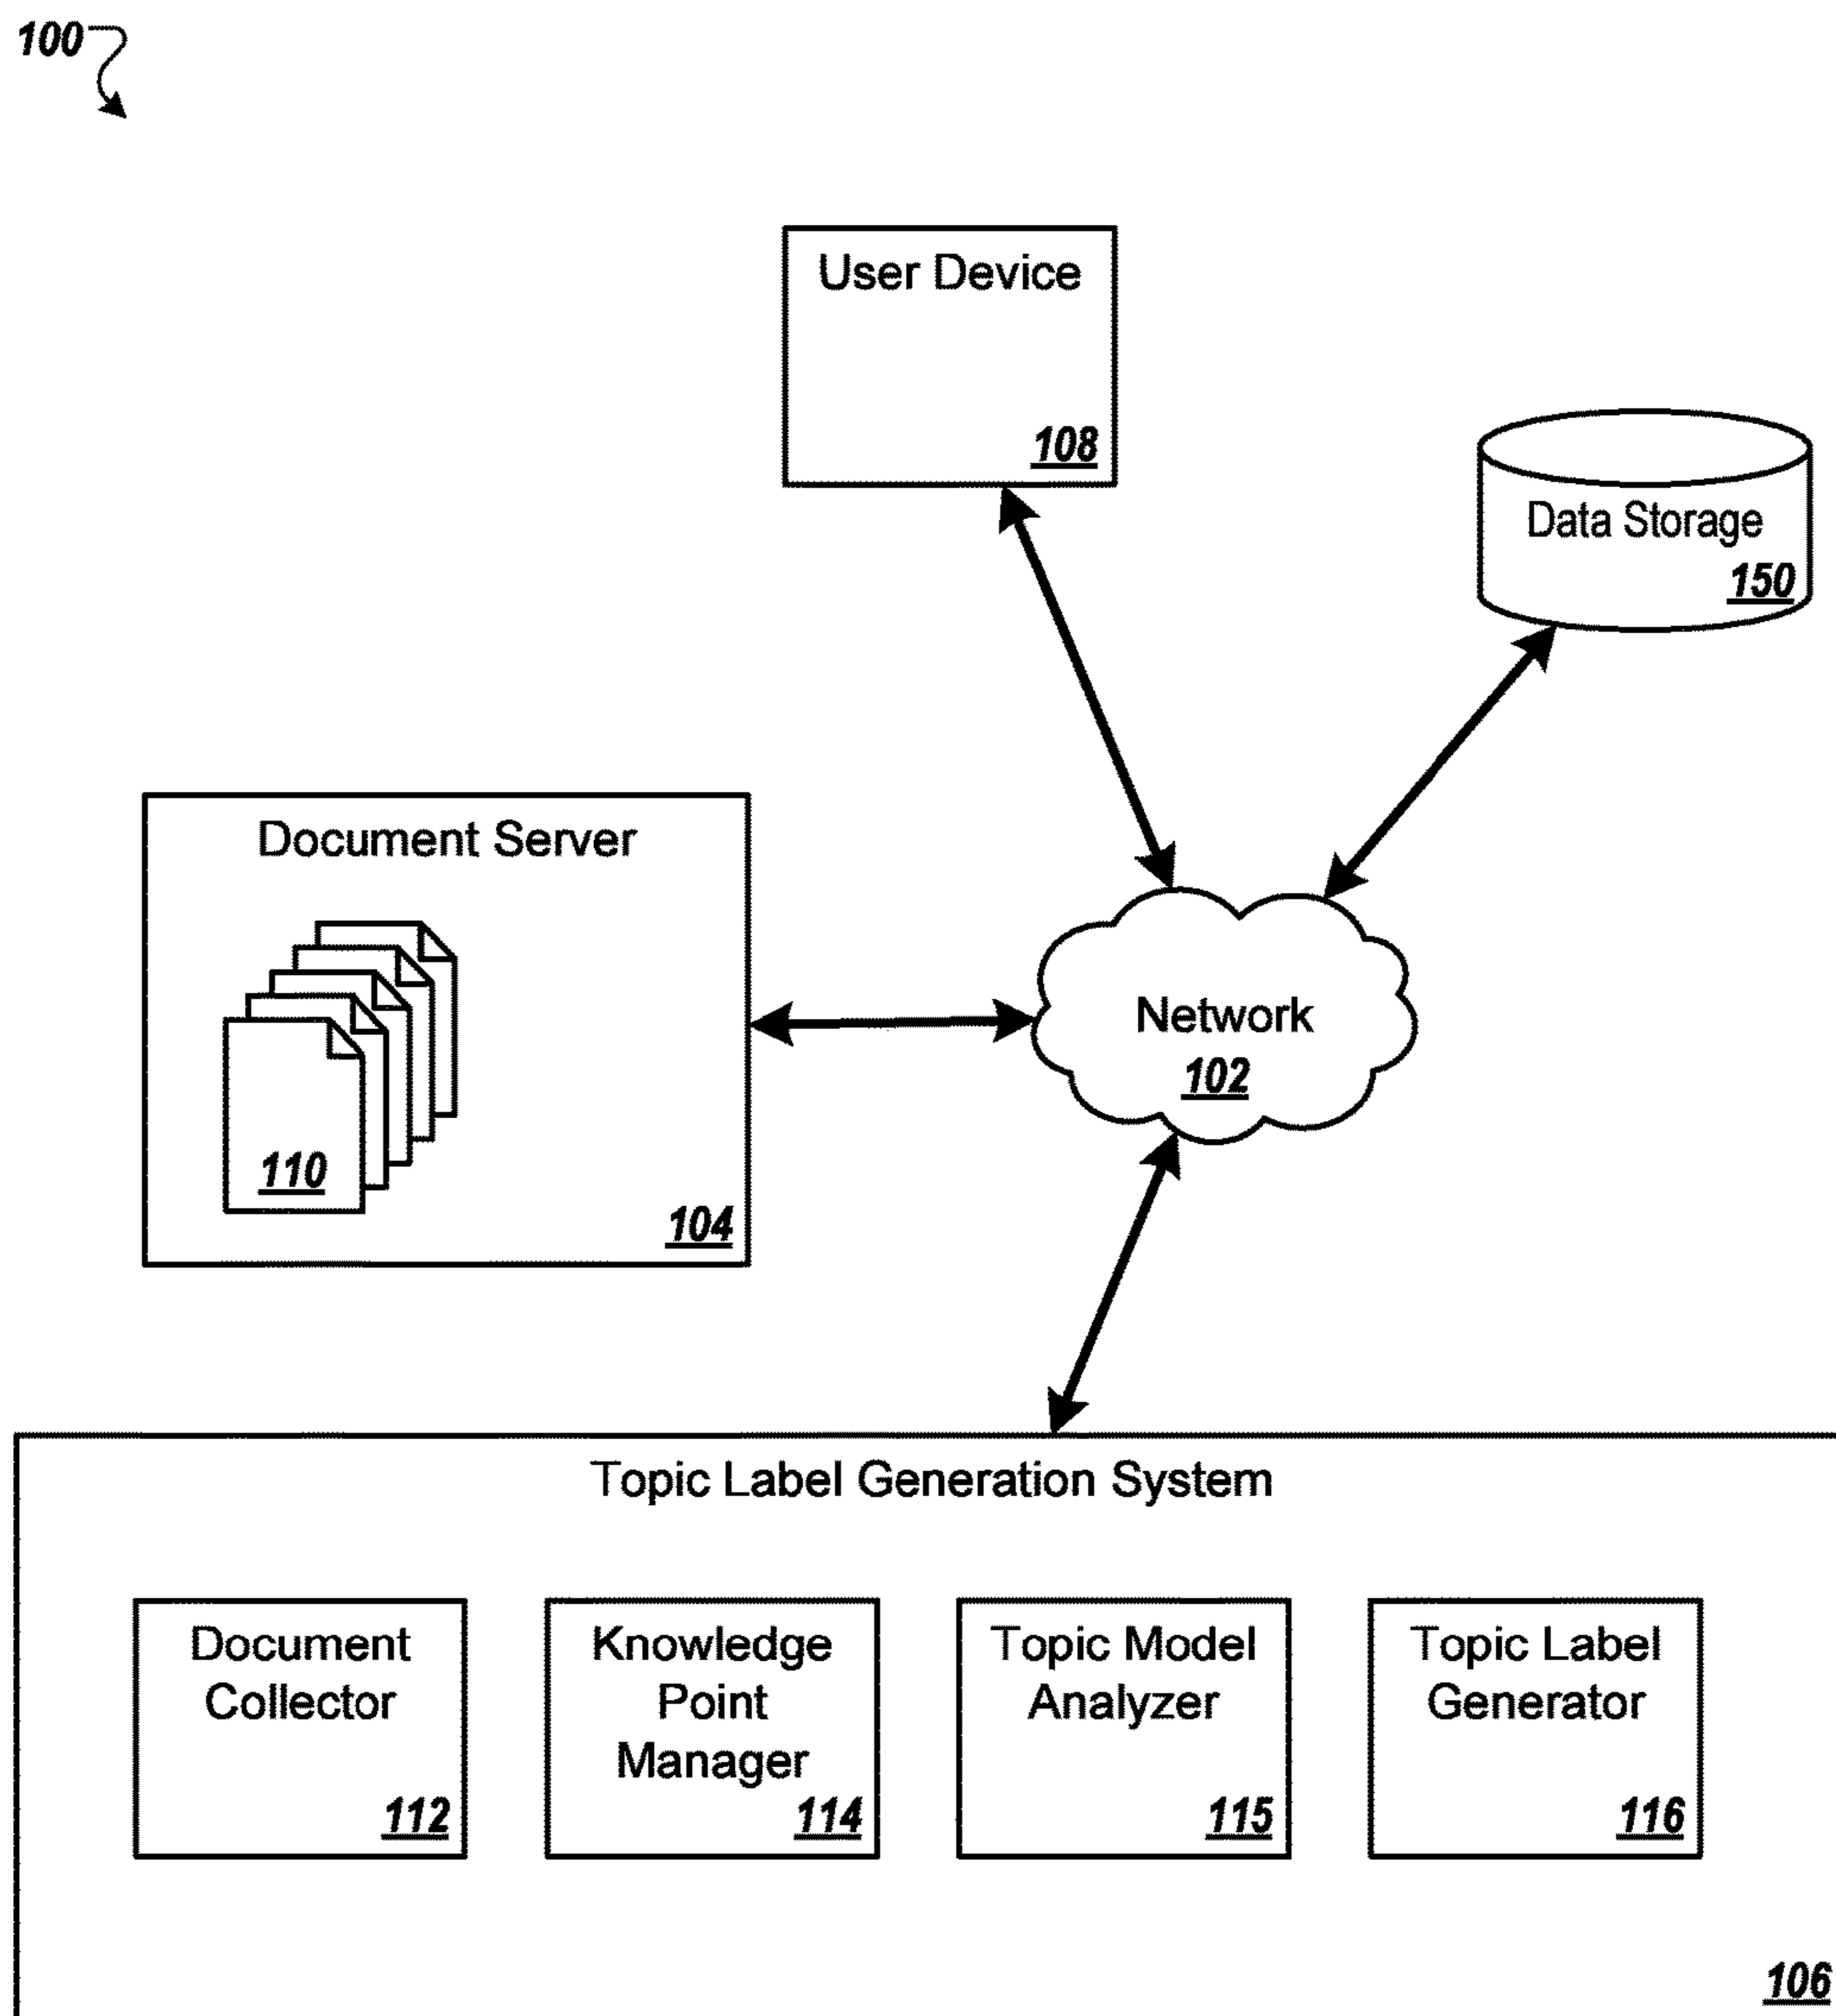 100
User Device
108
Data Storage
150
Document Server
110
104
Network
102
Topic Label Generation System
Document
Collector
112
Knowledge
Point
Manager
114
Topic Model
Analyzer
115
Topic Label
Generator
116
106